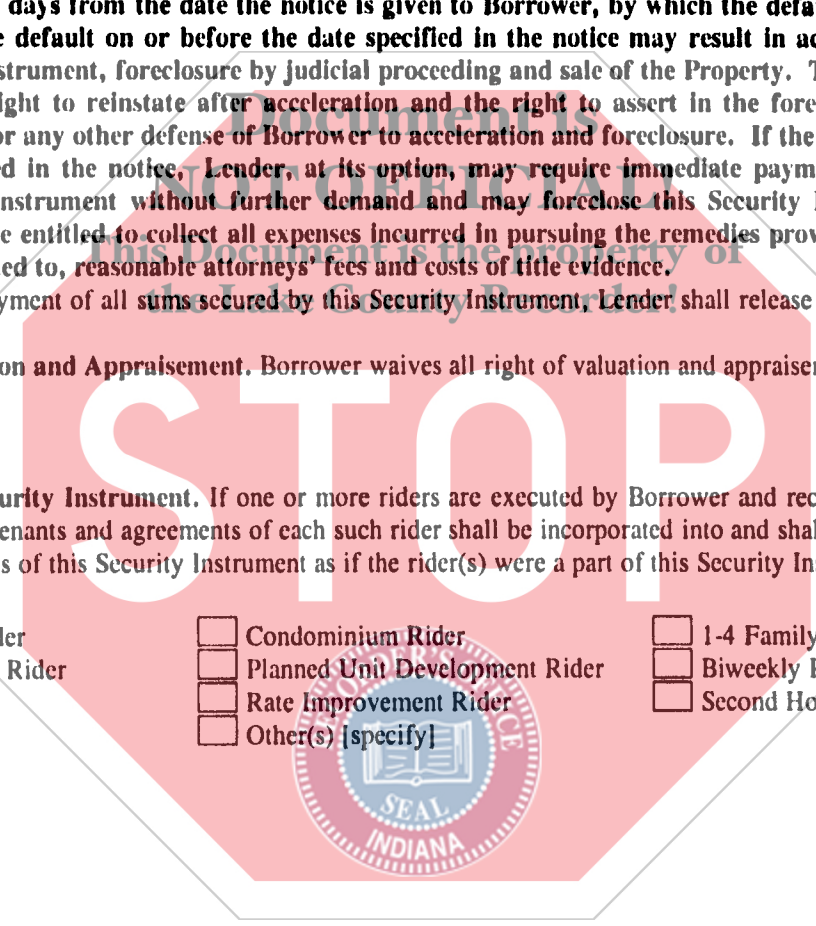 days from the date the notice is given to Borrower, by which the defa
e default on or before the date specified in the notice may result in ac
strument, foreclosure by judicial proceeding and sale of the Property. T
ight to reinstate after acceleration and the right to assert in the fore
or any other defense of Borrower to acceleration and foreclosure. If the
ed in the notice, Lender, at its option, may require immediate paym
nstrument without further demand and may foreclose this Security I
e entitled to collect all expenses incurred in pursuing the remedies prov
ed to, reasonable attorneys' fees and costs of title evidence.
yment of all sums secured by this Security Instrument, Lender shall release
Document is
NOT OFFICIAL!
This Document is the property of
the Lake County Recorder!
on and Appraisement. Borrower waives all right of valuation and appraise
STOP
urity Instrument. If one or more riders are executed by Borrower and rec
enants and agreements of each such rider shall be incorporated into and shal
s of this Security Instrument as if the rider(s) were a part of this Security In
der Condominium Rider 1-4 Family
Rider Planned Unit Development Rider Biweekly
Rate Improvement Rider Second Ho
Other(s) [specify]
RECORDER'S OFFICE
SEAL
INDIANA